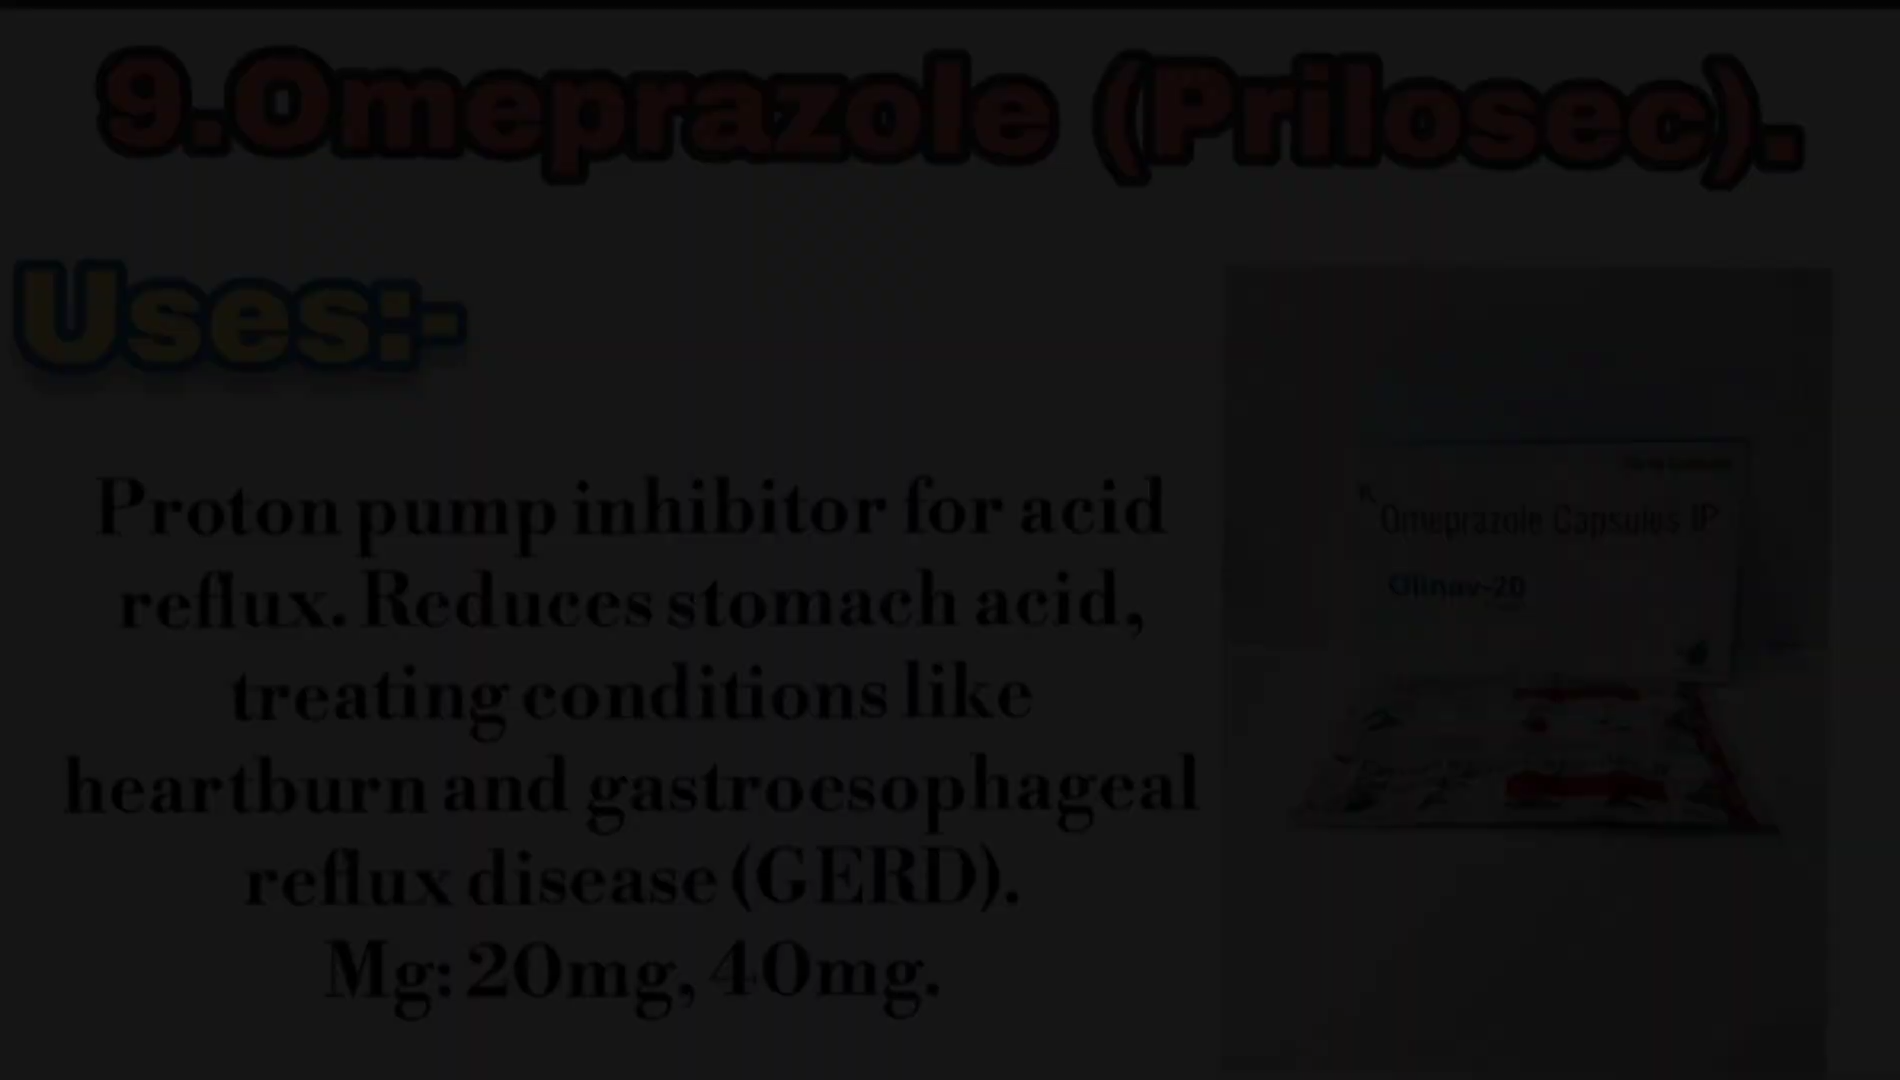 9.Omeprazole (Prilosec).
Uses:-
Proton pump inhibitor for acid
reflux. Reduces stomach acid,
treating conditions like
heartburn and gastroesophageal
reflux disease (GERD).
Mg: 20mg, 40mg.
Omeprazole Capsules IP